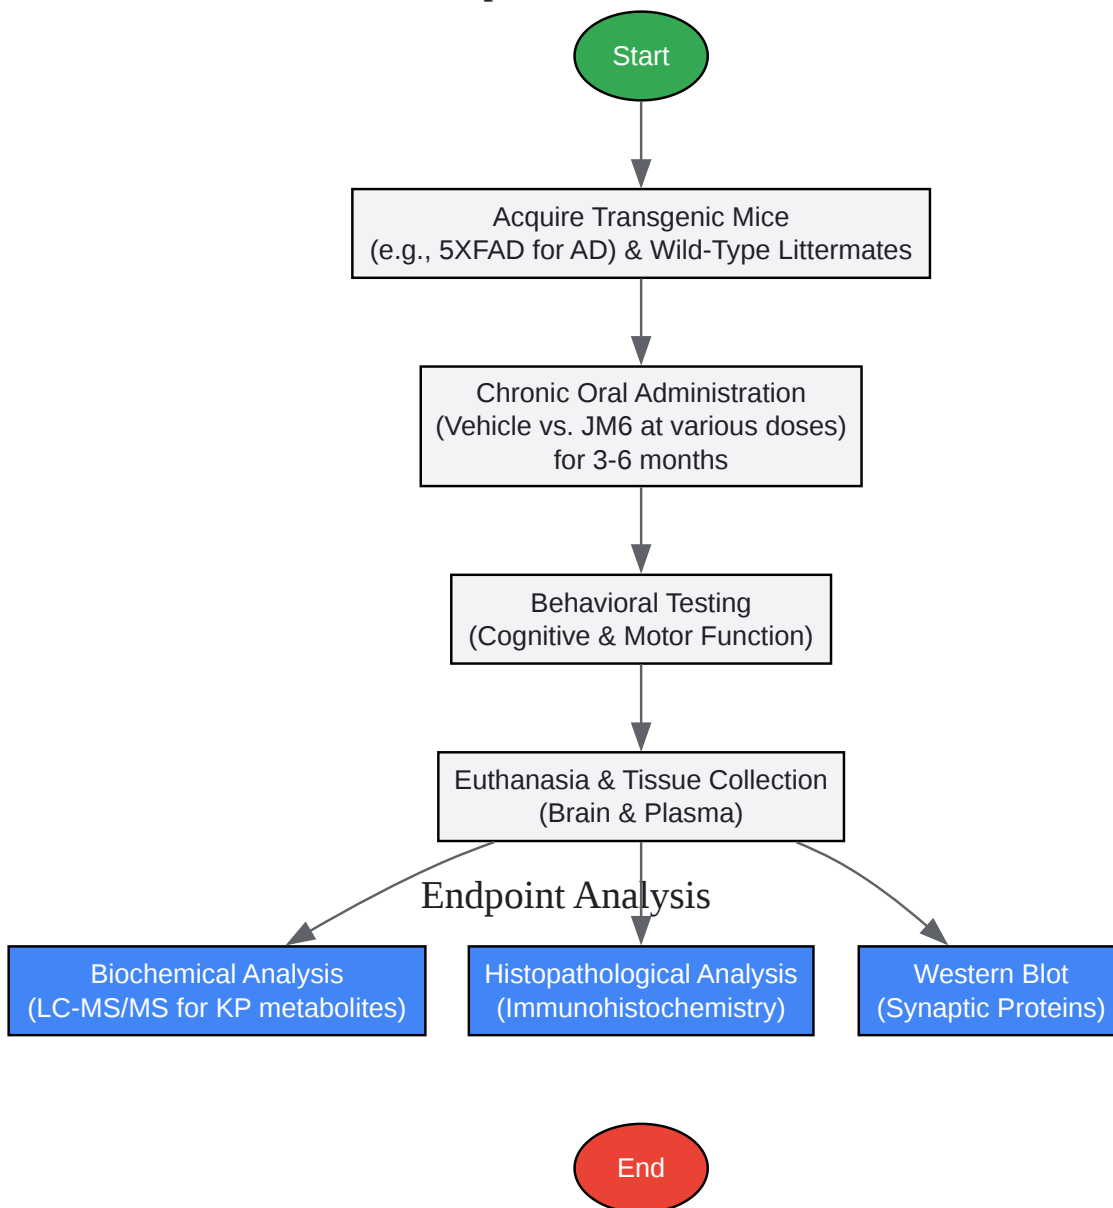 Start
Acquire Transgenic Mice
(e.g., 5XFAD for AD) & Wild-Type Littermates
Chronic Oral Administration
(Vehicle vs. JM6 at various doses)
for 3-6 months
Behavioral Testing
(Cognitive & Motor Function)
Euthanasia & Tissue Collection
(Brain & Plasma)
Endpoint Analysis
Biochemical Analysis
(LC-MS/MS for KP metabolites)
Histopathological Analysis
(Immunohistochemistry)
Western Blot
(Synaptic Proteins)
End